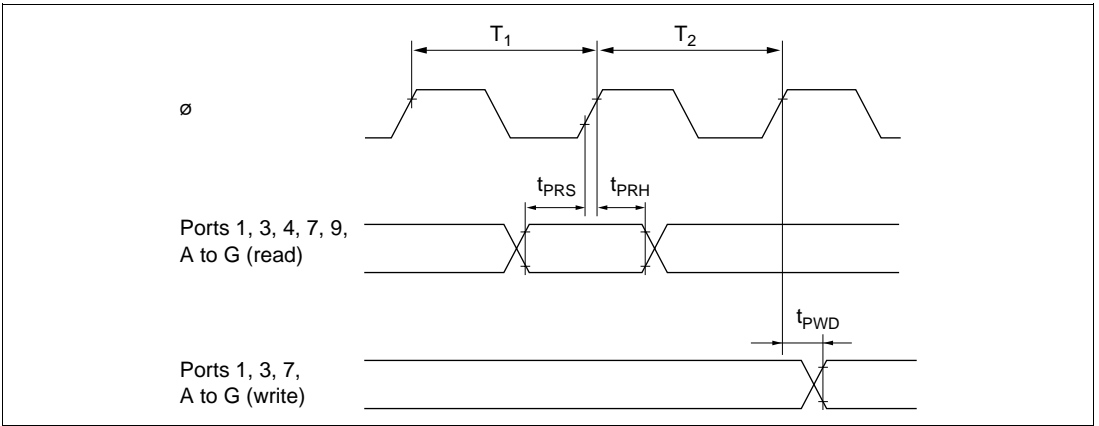 T1 T2
ø
tPRS tPRH
Ports 1, 3, 4, 7, 9,
A to G (read)
tPWD
Ports 1, 3, 7,
A to G (write)